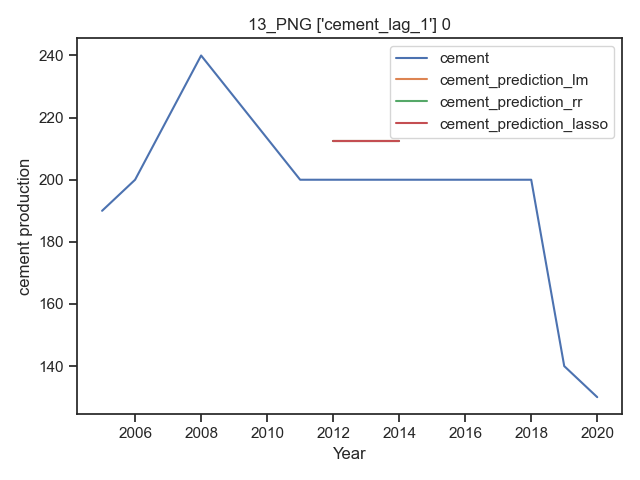 13_PNG ['cement_lag_1'] 0
cement
cement_prediction_lm
cement_prediction_rr
cement_prediction_lasso
cement production
240
220
200
180
160
140
2006 2008 2010 2012 2014 2016 2018 2020
Year